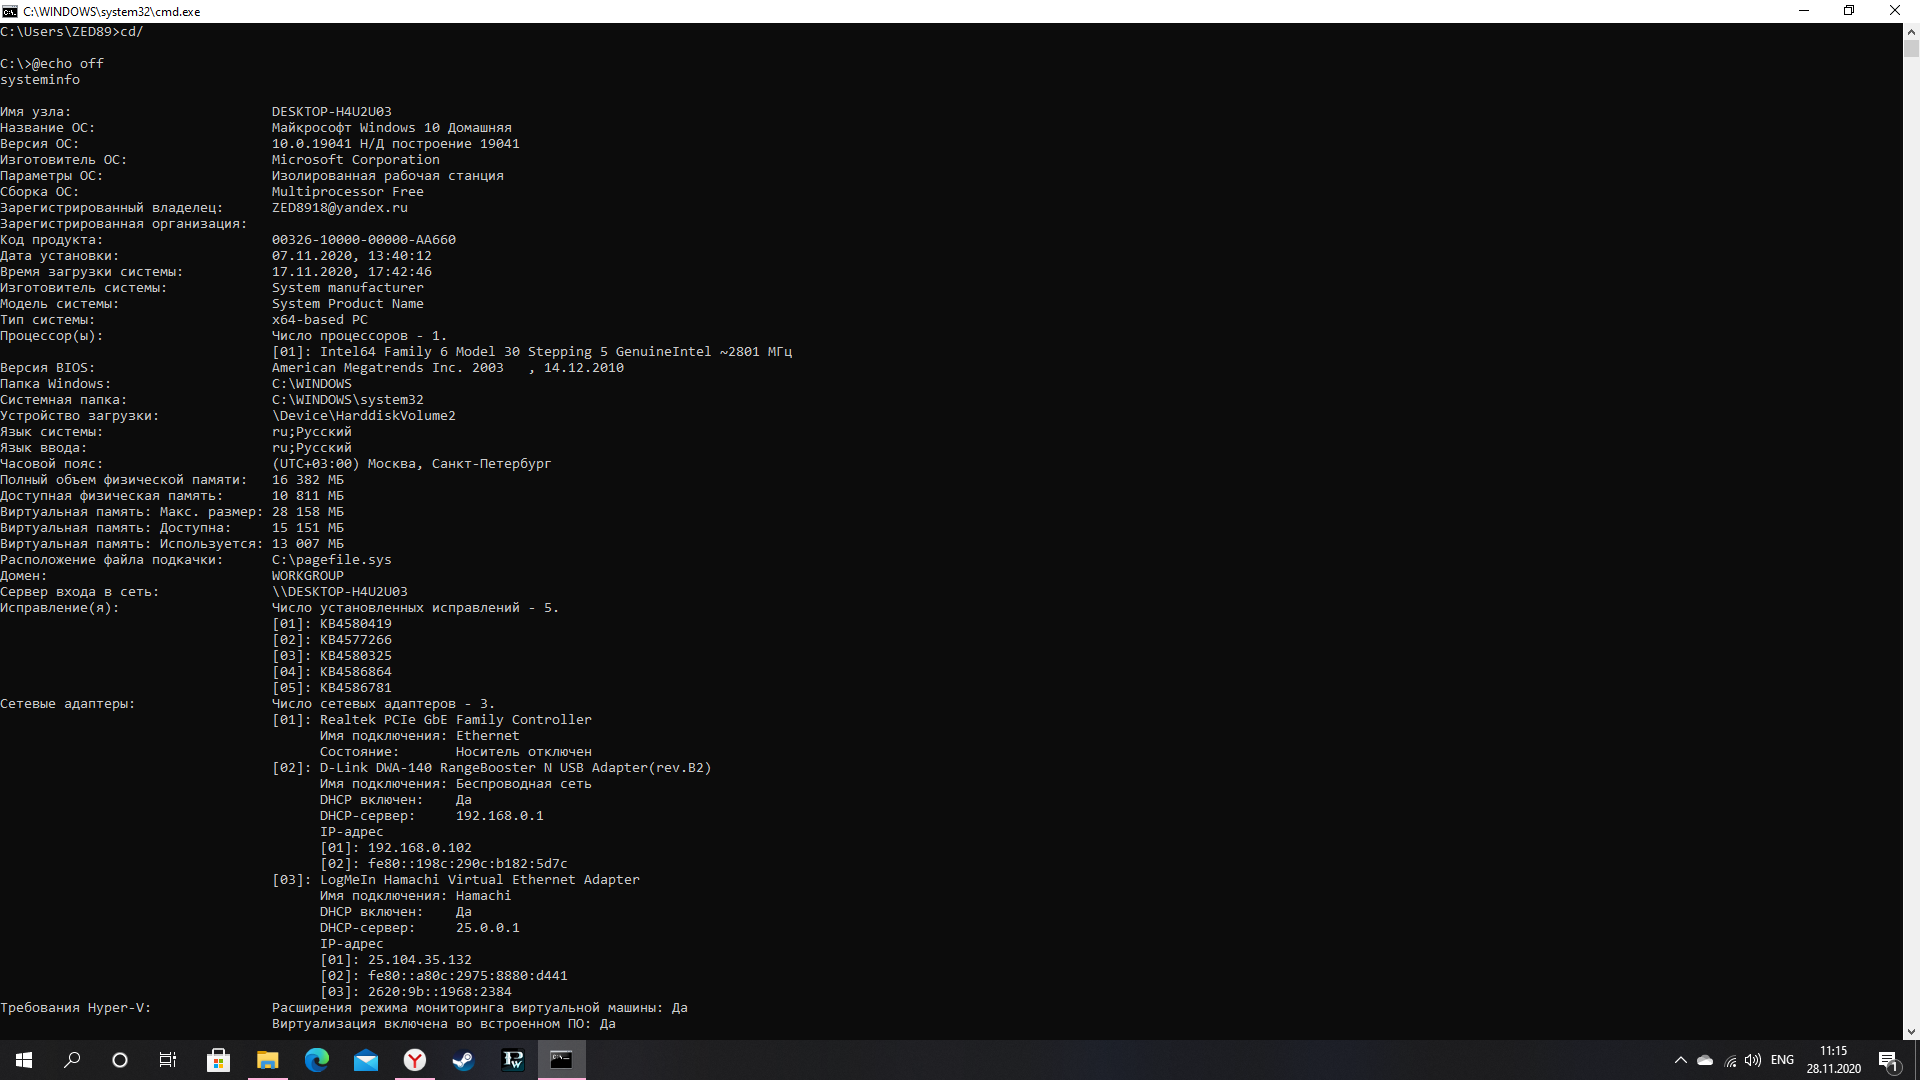 C:\WINDOWS\system32\cmd.exe
C:\Users\ZED89>cd/
C:\>@echo off
systeminfo
Имя узла: DESKTOP-H4U2U03
Название ОС: Майкрософт Windows 10 Домашняя
Версия ОС: 10.0.19041 Н/Д построение 19041
Изготовитель ОС: Microsoft Corporation
Параметры ОС: Изолированная рабочая станция
Сборка ОС: Multiprocessor Free
Зарегистрированный владелец: ZED8918@yandex.ru
Зарегистрированная организация:
Код продукта: 00326-10000-00000-AA660
Дата установки: 07.11.2020, 13:40:12
Время загрузки системы: 17.11.2020, 17:42:46
Изготовитель системы: System manufacturer
Модель системы: System Product Name
Тип системы: x64-based PC
Процессор(ы): Число процессоров - 1.
[01]: Intel64 Family 6 Model 30 Stepping 5 GenuineIntel ~2801 МГц
Версия BIOS: American Megatrends Inc. 2003 , 14.12.2010
Папка Windows: C:\WINDOWS
Системная папка: C:\WINDOWS\system32
Устройство загрузки: \Device\HarddiskVolume2
Язык системы: ru;Русский
Язык ввода: ru;Русский
Часовой пояс: (UTC+03:00) Москва, Санкт-Петербург
Полный объем физической памяти: 16 382 МБ
Доступная физическая память: 10 811 МБ
Виртуальная память: Макс. размер: 28 158 МБ
Виртуальная память: Доступна: 15 151 МБ
Виртуальная память: Используется: 13 007 МБ
Расположение файла подкачки: C:\pagefile.sys
Домен: WORKGROUP
Сервер входа в сеть: \\DESKTOP-H4U2U03
Исправление(я): Число установленных исправлений - 5.
[01]: KB4580419
[02]: KB4577266
[03]: KB4580325
[04]: KB4586864
[05]: KB4586781
Сетевые адаптеры: Число сетевых адаптеров - 3.
[01]: Realtek PCIe GbE Family Controller
Имя подключения: Ethernet
Состояние: Носитель отключен
[02]: D-Link DWA-140 RangeBooster N USB Adapter(rev.B2)
Имя подключения: Беспроводная сеть
DHCP включен: Да
DHCP-сервер: 192.168.0.1
IP-адрес
[01]: 192.168.0.102
[02]: fe80::198c:290c:b182:5d7c
[03]: LogMeIn Hamachi Virtual Ethernet Adapter
Имя подключения: Hamachi
DHCP включен: Да
DHCP-сервер: 25.0.0.1
IP-адрес
[01]: 25.104.35.132
[02]: fe80::a80c:2975:8880:d441
[03]: 2620:9b::1968:2384
Требования Hyper-V: Расширения режима мониторинга виртуальной машины: Да
Виртуализация включена во встроенном ПО: Да
ENG
11:15
28.11.2020
1